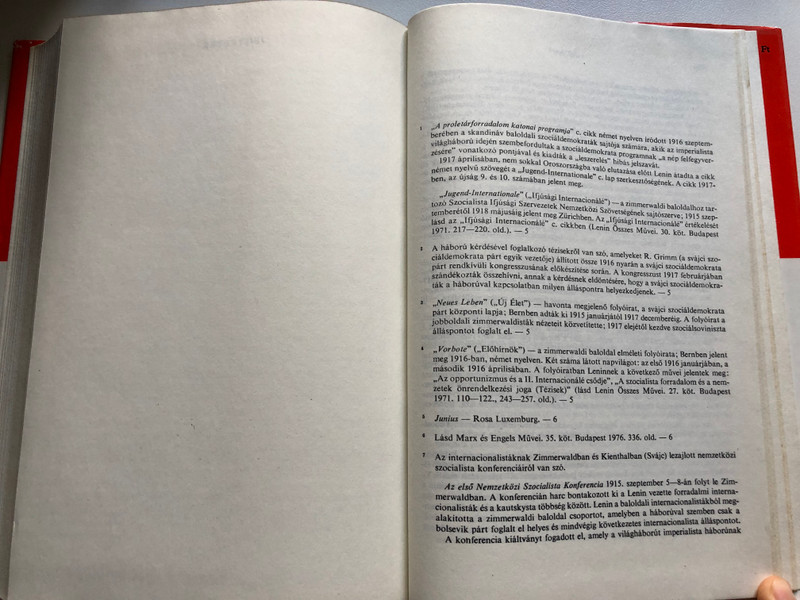 Ft
1 „A proletárforradalom katonai programja" c. cikk német nyelven íródott 1916 szeptem-
berében a skandináv baloldali szociáldemokraták sajtója számára, akik az imperialista
világháború idején szembefordultak a szociáldemokrata programnak „a nép felfegyver-
zésére" vonatkozó pontjával és kiadták a „leszerelés" hibás jelszavát.
1917 áprilisában, nem sokkal Oroszországba való elutazása előtt Lenin átadta a cikk
német nyelvű szövegét a „Jugend-Internationale" c. lap szerkesztőségének. A cikk 1917-
ben, az újság 9. és 10. számában jelent meg.
„Jugend-Internationale" („Ifjúsági Internacionálé") — a zimmerwaldi baloldalhoz tar-
tozó Szocialista Ifjúsági Szervezetek Nemzetközi Szövetségének sajtószerve; 1915 szep-
temberétől 1918 májusáig jelent meg Zürichben. Az „Ifjúsági Internacionálé" értékelését
lásd az „Ifjúsági Internacionálé" c. cikkben (Lenin Összes Művei. 30. köt. Budapest
1971. 217—220. old.). — 5
2 A háború kérdésével foglalkozó tézisekről van szó, amelyeket R. Grimm (a svájci szo-
ciáldemokrata párt egyik vezetője) állított össze 1916 nyarán a svájci szociáldemokrata
párt rendkívüli kongresszusának előkészítése során. A kongresszust 1917 februárjában
szándékozták összehívni, annak a kérdésnek eldöntésére, hogy a svájci szociáldemokra-
ták a háborúval kapcsolatban milyen álláspontra helyezkedjenek. — 5
3 „Neues Leben" („Új Élet") — havonta megjelenő folyóirat, a svájci szociáldemokrata
párt központi lapja; Bernben adták ki 1915 januárjától 1917 decemberéig. A folyóirat a
jobboldali zimmerwaldisták nézeteit közvetítette; 1917 elejétől kezdve szociálsoviniszta
álláspontot foglalt el. — 5
4 „Vorbote" („Előhírnök") — a zimmerwaldi baloldal elméleti folyóirata; Bernben jelent
meg 1916-ban, német nyelven. Két száma látott napvilágot: az első 1916 januárjában, a
második 1916 áprilisában. A folyóiratban Leninnek a következő művei jelentek meg:
„Az opportunizmus és a II. Internacionálé csődje", „A szocialista forradalom és a nem-
zetek önrendelkezési joga (Tézisek)" (lásd Lenin Összes Művei. 27. köt. Budapest
1971. 110—122., 243—257. old.). — 5
5 Junius — Rosa Luxemburg. — 6
6 Lásd Marx és Engels Művei. 35. köt. Budapest 1976. 336. old. — 6
7 Az internacionalistáknak Zimmerwaldban és Kienthalban (Svájc) lezajlott nemzetközi
szocialista konferenciáiról van szó.
Az első Nemzetközi Szocialista Konferencia 1915. szeptember 5—8-án folyt le Zim-
merwaldban. A konferencián harc bontakozott ki a Lenin vezette forradalmi interna-
cionalisták és a kautskysta többség között. Lenin a baloldali internacionalistákból meg-
alakította a zimmerwaldi baloldal csoportot, amelyben a háborúval szemben csak a
bolsevik párt foglalt el helyes és mindvégig következetes internacionalista álláspontot.
A konferencia kiáltványt fogadott el, amely a világháborút imperialista háborúnak